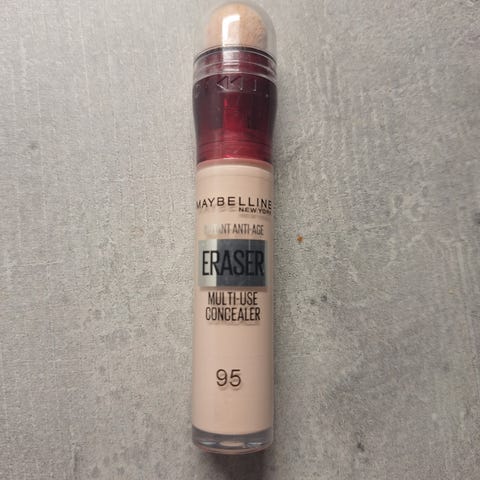 MAYBELLINE
NEW YORK
ANTI-AGE
ERASER
MULTI-USE
CONCEALER
95